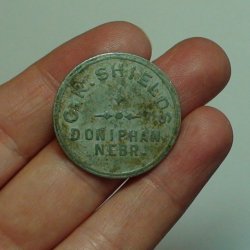 G.R. SHIELDS
DONIPHAN,
NEBR.